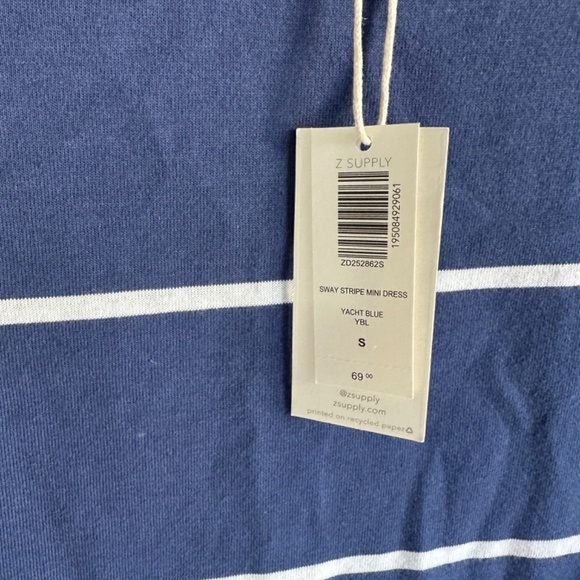 Z SUPPLY
195084929061
ZD252862S
SWAY STRIPE MINI DRESS
YACHT BLUE
YBL
S
69 00
@zsupply
zsupply.com
printed on recycled paper